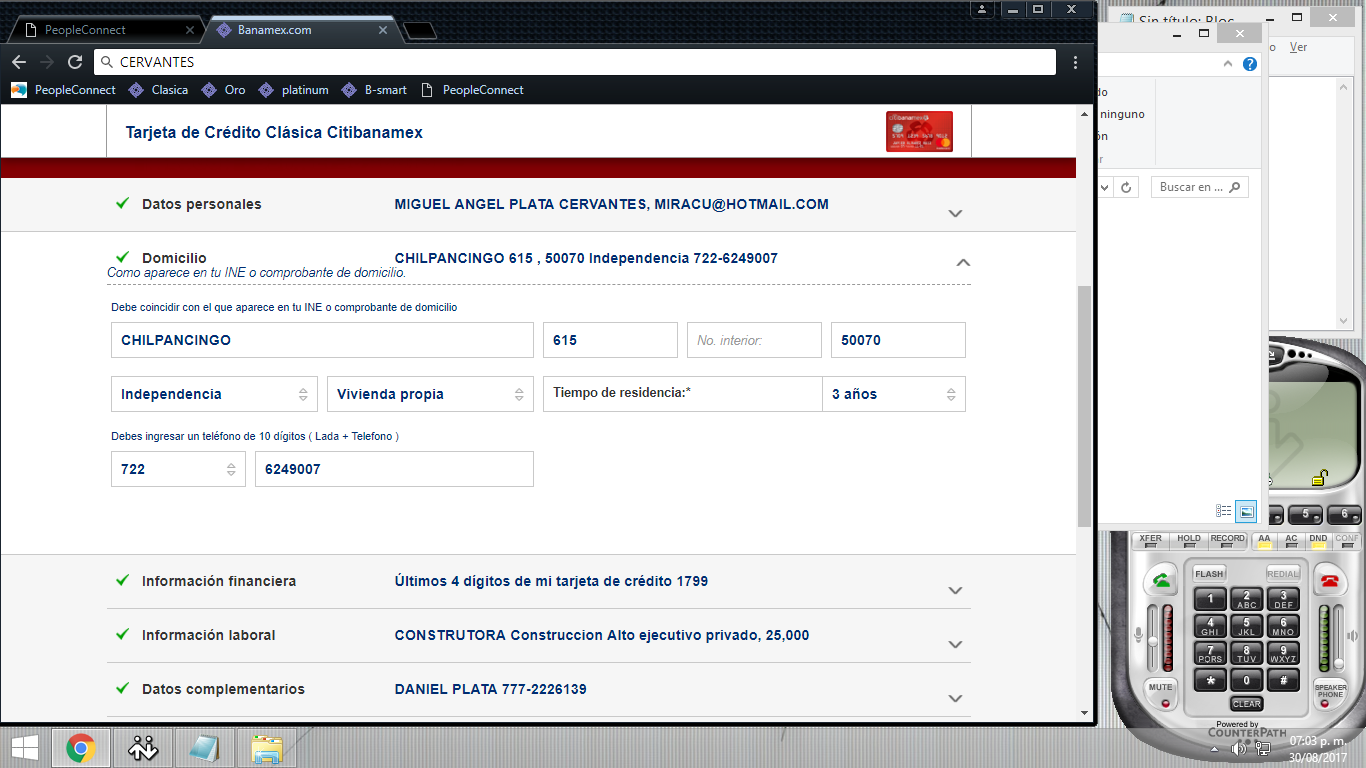 PeopleConnect
Banamex.com
Sin título: Bloc
CERVANTES
Ver
PeopleConnect Clasica Oro platinum B-smart PeopleConnect
Tarjeta de Crédito Clásica Citibanamex
ninguno
Buscar en ...
Datos personales MIGUEL ANGEL PLATA CERVANTES, MIRACU@HOTMAIL.COM
Domicilio CHILPANCINGO 615 , 50070 Independencia 722-6249007
Como aparece en tu INE o comprobante de domicilio.
Debe coincidir con el que aparece en tu INE o comprobante de domicilio
CHILPANCINGO 615 No. interior: 50070
Independencia Vivienda propia Tiempo de residencia:* 3 años
Debes ingresar un teléfono de 10 dígitos ( Lada + Telefono )
722 6249007
Información financiera Últimos 4 dígitos de mi tarjeta de crédito 1799
Información laboral CONSTRUTORA Construccion Alto ejecutivo privado, 25,000
Datos complementarios DANIEL PLATA 777-2226139
5 6
XFER HOLD RECORD AA AC DND CONF
FLASH REDIAL
1 2 ABC 3 DEF
4 GHI 5 JKL 6 MNO
7 PQRS 8 TUV 9 WXYZ
* 0 #
MUTE CLEAR SPEAKER PHONE
Powered by
COUNTERPATH
07:03 p. m.
30/08/2017